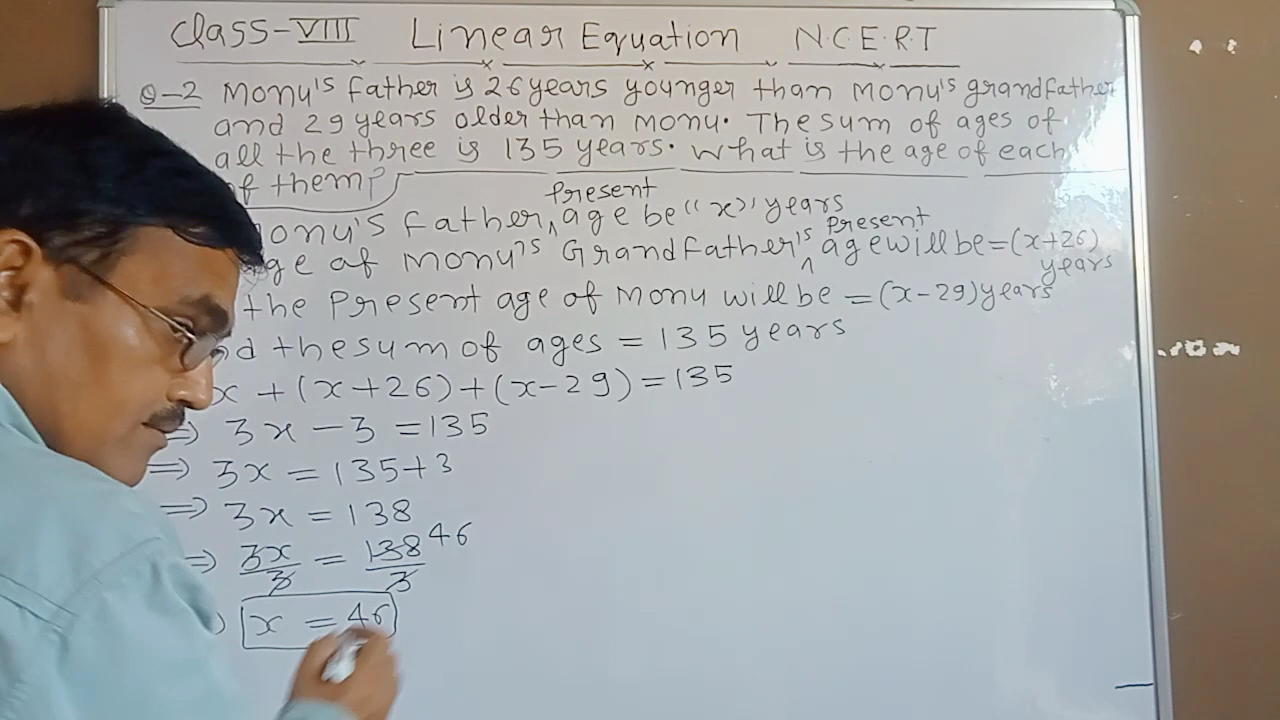 Class-VIII Linear Equation N.C.E.R.T
Q-2 Monu's Father is 26 years younger than Monu's grandfather
and 29 years older than Monu. The sum of ages of
all the three is 135 years. What is the age of each
of them?
Present
Monu's Father, age be "x" years
Present
age of Monu's GrandFather's age will be = (x+26)
years
the Present age of Monu will be = (x-29) years
the sum of ages = 135 years
x + (x+26) + (x-29) = 135
⇒ 3x - 3 = 135
⇒ 3x = 135+3
⇒ 3x = 138
⇒ 3x/3 = 138/3 46
x = 46